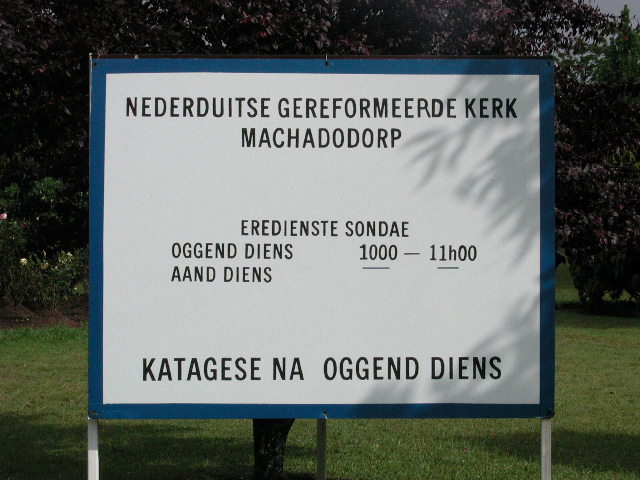 NEDERDUITSE GEREFORMEERDE KERK
MACHADODORP
EREDIENSTE SONDAE
OGGEND DIENS 1000 — 11h00
AAND DIENS
KATAGESE NA OGGEND DIENS